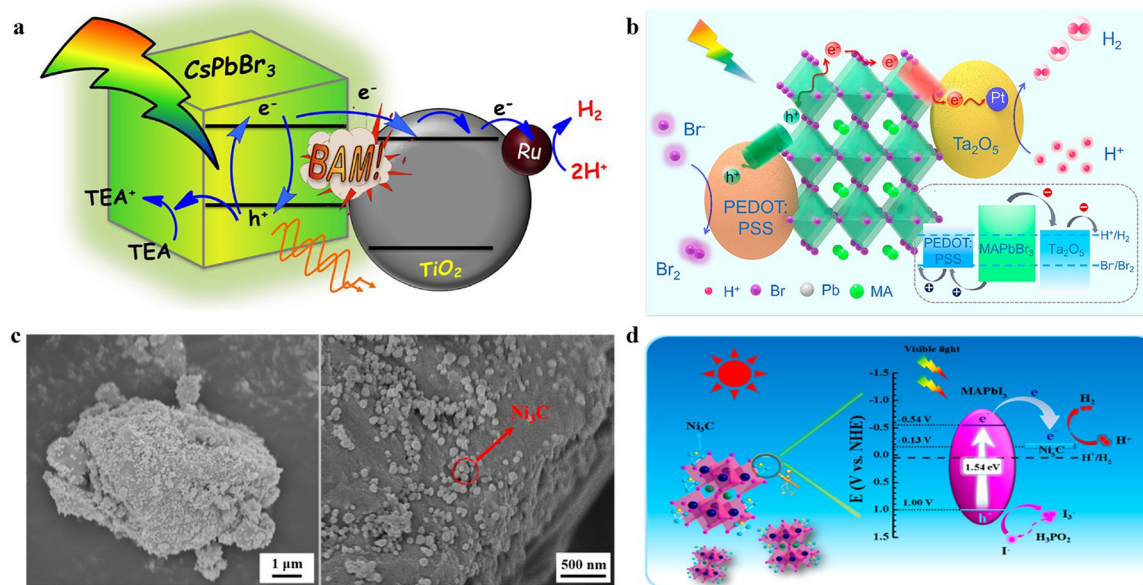 a
CsPbBr₃
e⁻
e⁻
e⁻
H₂
BAM!
Ru
2H⁺
TEA⁺
h⁺
TEA
TiO₂
b
e⁻
e⁻
H₂
h⁺
e⁻
Pt
Br⁻
Ta₂O₅
h⁺
H⁺
PEDOT:
PSS
Br₂
PEDOT:
PSS
MAPbBr₃
Ta₂O₅
H⁺/H₂
Br⁻/Br₂
H⁺
Br
Pb
MA
c
Ni₃C
1 μm
500 nm
d
Visible light
-1.5
MAPbI₃
-1.0
e⁻
H₂
-0.54 V
e⁻
-0.5
e⁻
H⁺
Ni₃C
-0.13 V
Ni₃C
0.0
H⁺/H₂
E (V vs. NHE)
0.5
1.54 eV
1.00 V
1.0
h⁺
I₃⁻
H₃PO₂
1.5
I⁻